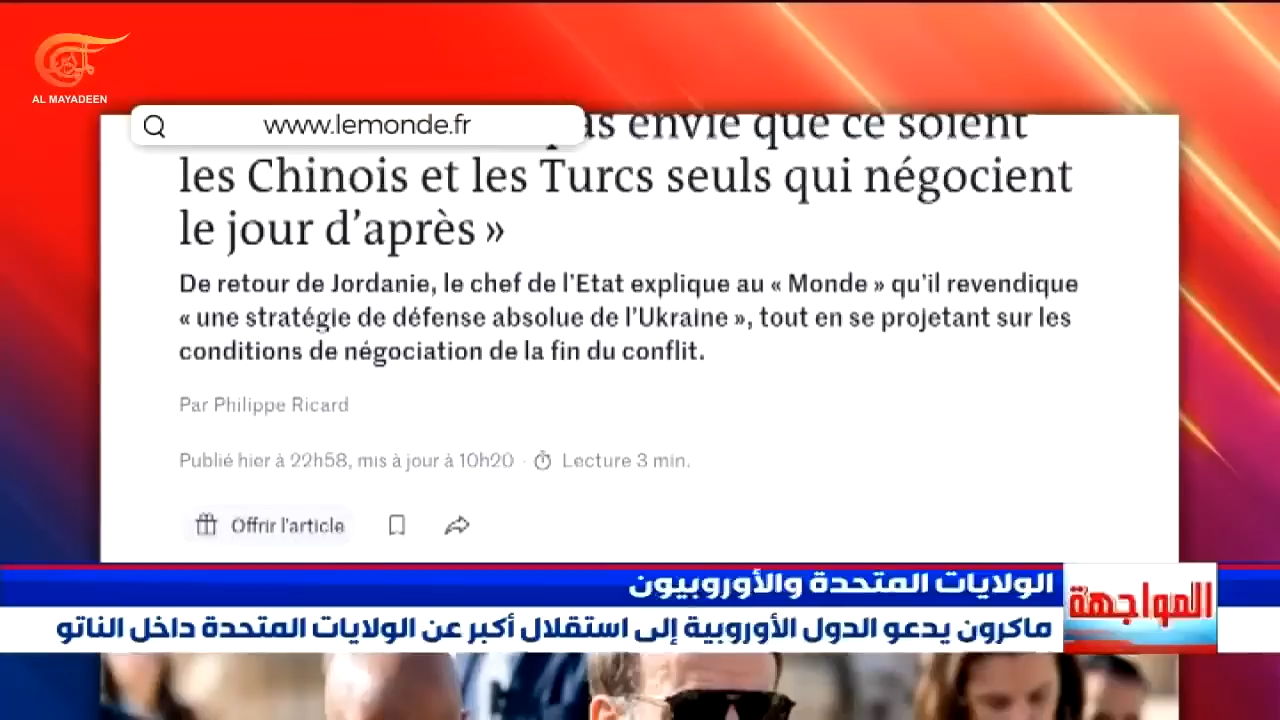 AL MAYADEEN
www.lemonde.fr
envie que ce soient
les Chinois et les Turcs seuls qui négocient
le jour d’après »
De retour de Jordanie, le chef de l’Etat explique au « Monde » qu’il revendique
« une stratégie de défense absolue de l’Ukraine », tout en se projetant sur les
conditions de négociation de la fin du conflit.
Par Philippe Ricard
Publié hier à 22h58, mis à jour à 10h20 · Lecture 3 min.
Offrir l’article
الولايات المتحدة والأوروبيون
المواجهة
ماكرون يدعو الدول الأوروبية إلى استقلال أكبر عن الولايات المتحدة داخل الناتو